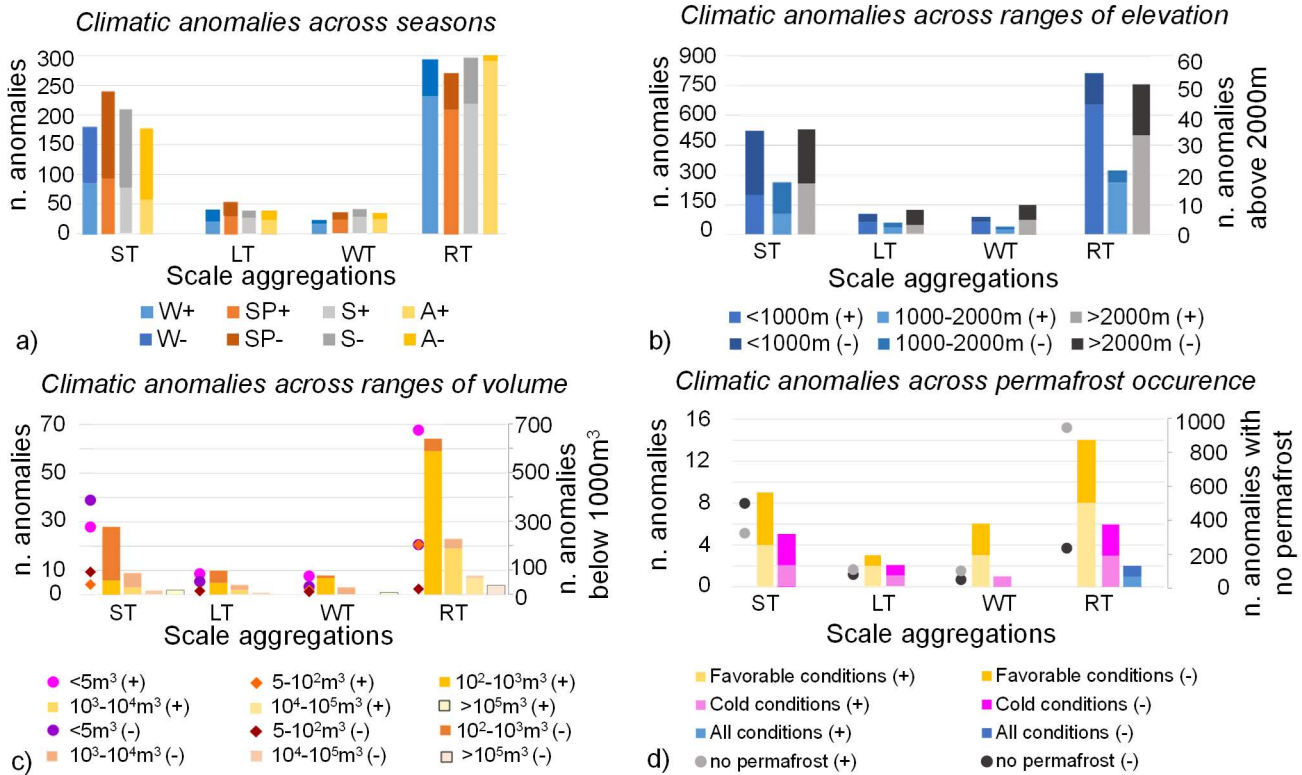 Climatic anomalies across seasons
n. anomalies
300
250
200
150
100
50
0
ST LT WT RT
Scale aggregations
W+ SP+ S+ A+
W- SP- S- A-
a)
Climatic anomalies across ranges of elevation
n. anomalies
900
750
600
450
300
150
0
60
50
40
30
20
10
0
n. anomalies
above 2000m
ST LT WT RT
Scale aggregations
<1000m (+) 1000-2000m (+) >2000m (+)
<1000m (-) 1000-2000m (-) >2000m (-)
b)
Climatic anomalies across ranges of volume
n. anomalies
70
50
30
10
0
700
500
300
100
0
n. anomalies
below 1000m³
ST LT WT RT
Scale aggregations
<5m³ (+) 5-10²m³ (+) 10²-10³m³ (+)
10³-10⁴m³ (+) 10⁴-10⁵m³ (+) >10⁵m³ (+)
<5m³ (-) 5-10²m³ (-) 10²-10³m³ (-)
10³-10⁴m³ (-) 10⁴-10⁵m³ (-) >10⁵m³ (-)
c)
Climatic anomalies across permafrost occurence
n. anomalies
16
12
8
4
0
1000
800
600
400
200
0
n. anomalies with
no permafrost
ST LT WT RT
Scale aggregations
Favorable conditions (+) Favorable conditions (-)
Cold conditions (+) Cold conditions (-)
All conditions (+) All conditions (-)
no permafrost (+) no permafrost (-)
d)